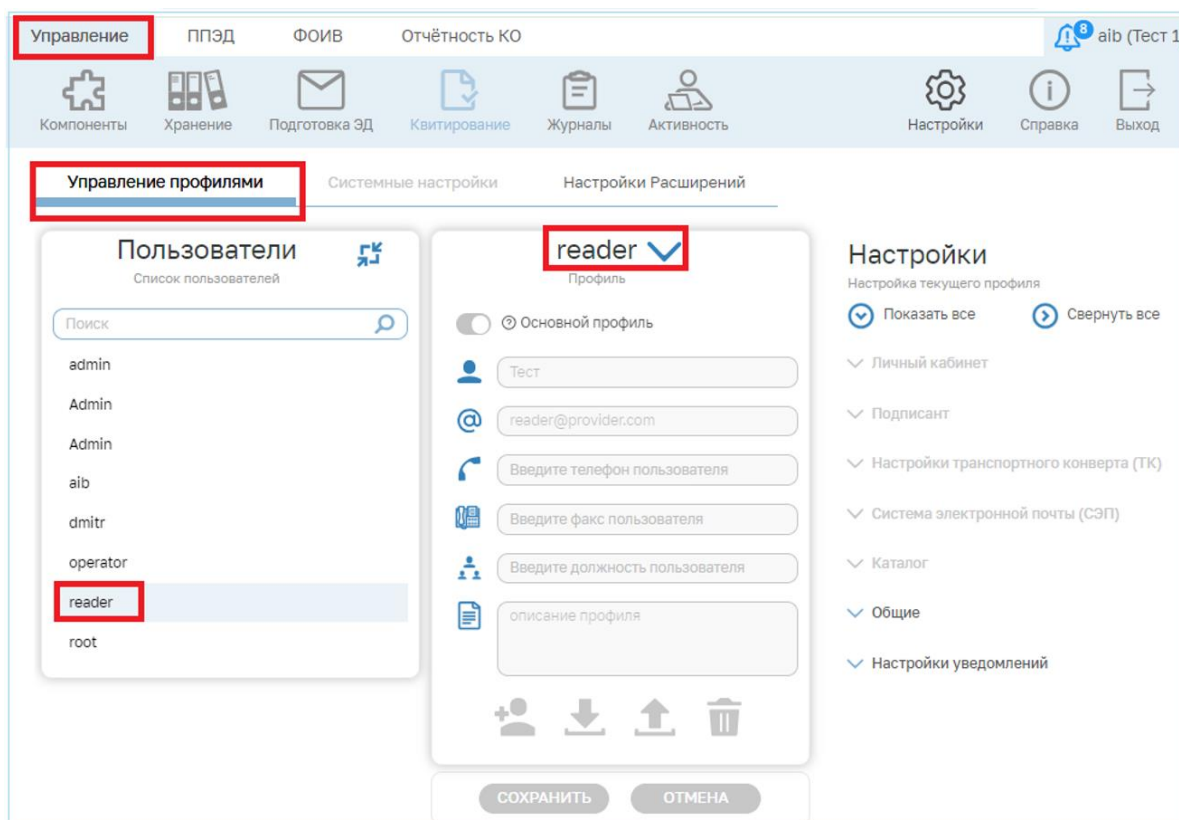 Управление ППЭД ФОИВ Отчётность КО 8 aib (Тест 1
Компоненты Хранение Подготовка ЭД Квитирование Журналы Активность Настройки Справка Выход
Управление профилями Системные настройки Настройки Расширений
Пользователи
Список пользователей
Поиск
admin
Admin
Admin
aib
dmitr
operator
reader
root
reader
Профиль
Основной профиль
Тест
reader@provider.com
Введите телефон пользователя
Введите факс пользователя
Введите должность пользователя
описание профиля
СОХРАНИТЬ ОТМЕНА
Настройки
Настройка текущего профиля
Показать все Свернуть все
Личный кабинет
Подписант
Настройки транспортного конверта (ТК)
Система электронной почты (СЭП)
Каталог
Общие
Настройки уведомлений